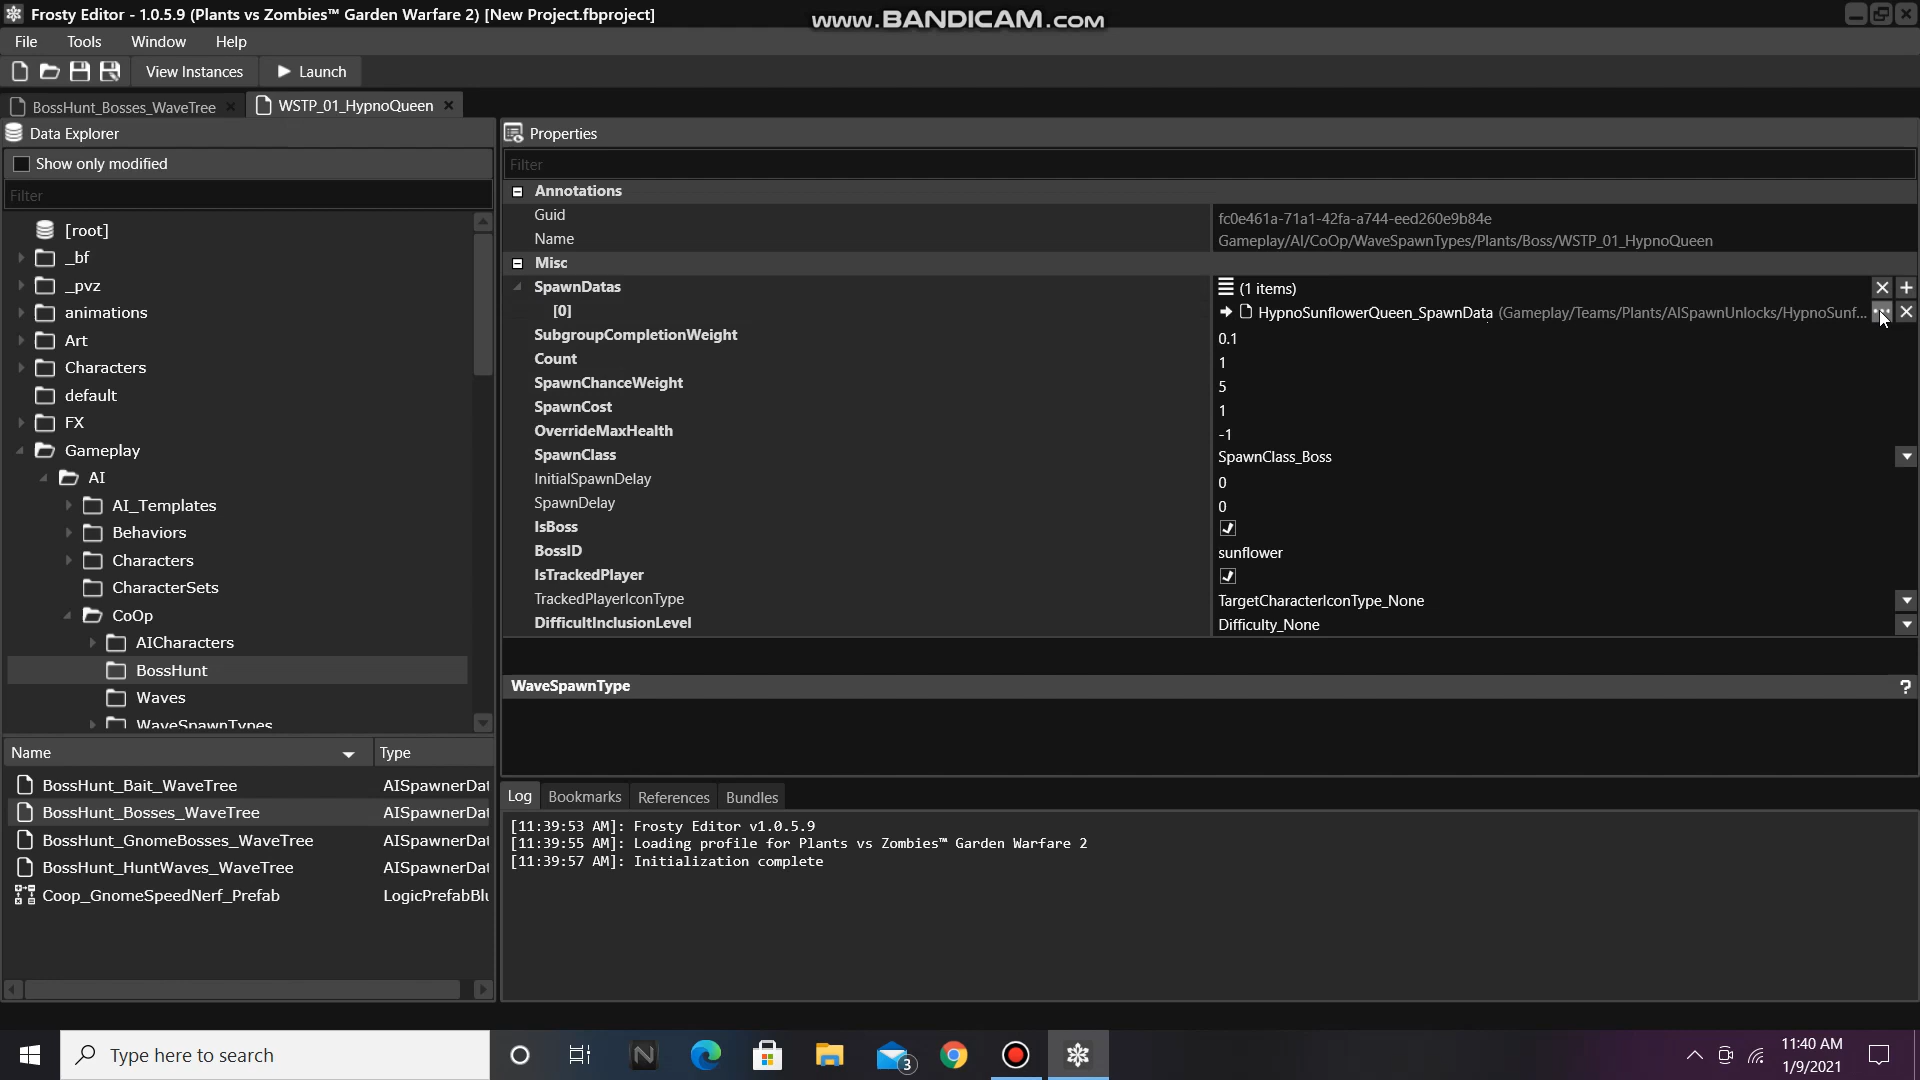 Frosty Editor - 1.0.5.9 (Plants vs Zombies™ Garden Warfare 2) [New Project.fbproject]
www.BANDICAM.com
File Tools Window Help
View Instances Launch
BossHunt_Bosses_WaveTree WSTP_01_HypnoQueen
Data Explorer
Show only modified
Filter
[root]
_bf
_pvz
animations
Art
Characters
default
FX
Gameplay
AI
AI_Templates
Behaviors
Characters
CharacterSets
CoOp
AICharacters
BossHunt
Waves
WaveSpawnTypes
Name Type
BossHunt_Bait_WaveTree AISpawnerDat
BossHunt_Bosses_WaveTree AISpawnerDat
BossHunt_GnomeBosses_WaveTree AISpawnerDat
BossHunt_HuntWaves_WaveTree AISpawnerDat
Coop_GnomeSpeedNerf_Prefab LogicPrefabBlu
Properties
Filter
Annotations
Guid fc0e461a-71a1-42fa-a744-eed260e9b84e
Name Gameplay/AI/CoOp/WaveSpawnTypes/Plants/Boss/WSTP_01_HypnoQueen
Misc
SpawnDatas (1 items)
[0] HypnoSunflowerQueen_SpawnData (Gameplay/Teams/Plants/AISpawnUnlocks/HypnoSunf...
SubgroupCompletionWeight 0.1
Count 1
SpawnChanceWeight 5
SpawnCost 1
OverrideMaxHealth -1
SpawnClass SpawnClass_Boss
InitialSpawnDelay 0
SpawnDelay 0
IsBoss
BossID sunflower
IsTrackedPlayer
TrackedPlayerIconType TargetCharacterIconType_None
DifficultInclusionLevel Difficulty_None
WaveSpawnType ?
Log Bookmarks References Bundles
[11:39:53 AM]: Frosty Editor v1.0.5.9
[11:39:55 AM]: Loading profile for Plants vs Zombies™ Garden Warfare 2
[11:39:57 AM]: Initialization complete
Type here to search
3
11:40 AM
1/9/2021